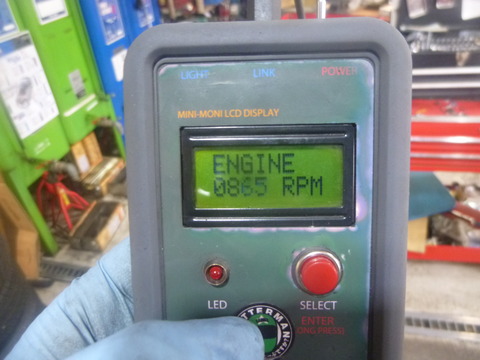 LIGHT LINK POWER
MINI-MONI LCD DISPLAY
ENGINE
0865 RPM
LED SELECT
ENTER